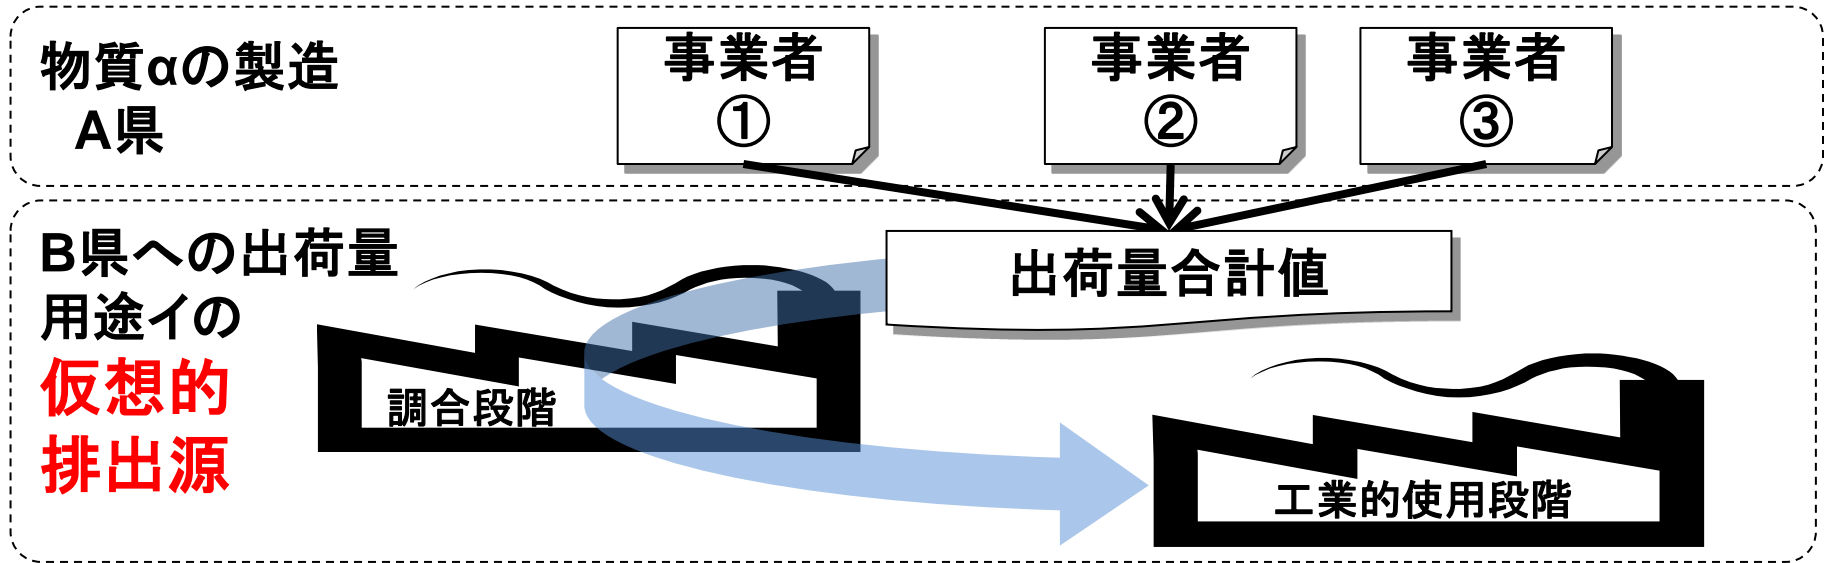 物質αの製造
A県
事業者
①
事業者
②
事業者
③
B県への出荷量
用途イの
仮想的
排出源
出荷量合計値
調合段階
工業的使用段階